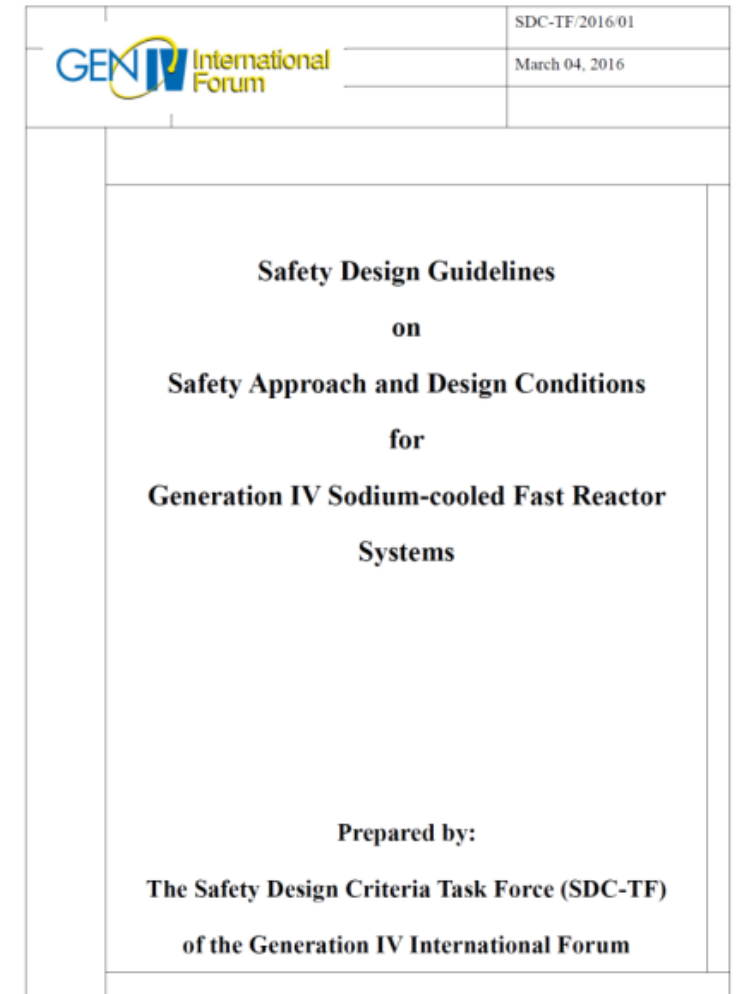 SDC-TF/2016/01
GEN IV International
Forum
March 04, 2016
Safety Design Guidelines
on
Safety Approach and Design Conditions
for
Generation IV Sodium-cooled Fast Reactor
Systems
Prepared by:
The Safety Design Criteria Task Force (SDC-TF)
of the Generation IV International Forum